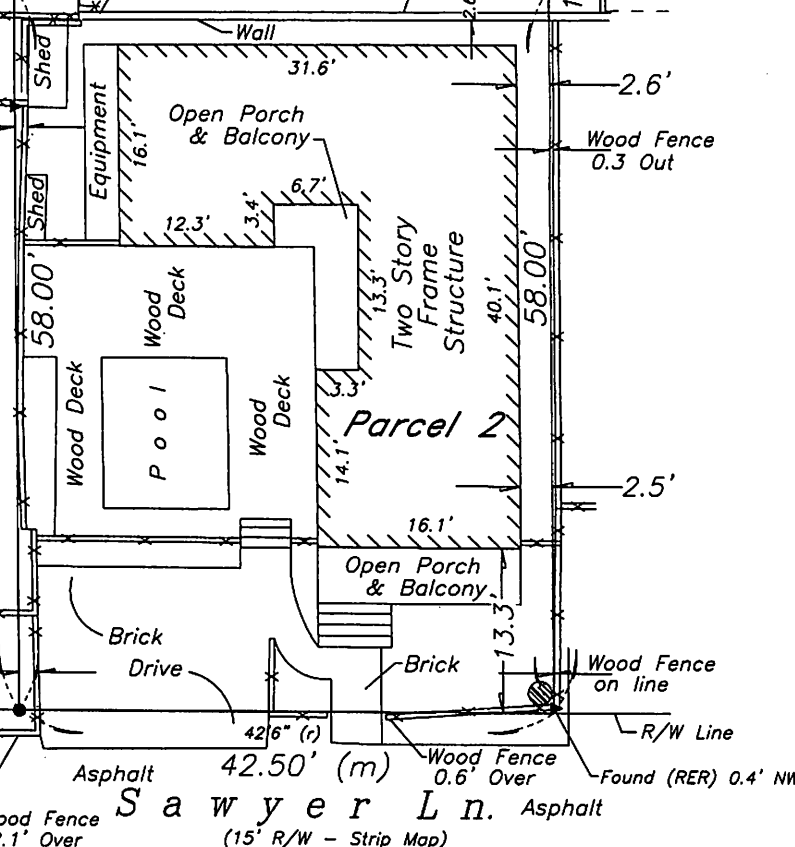 2.6'
Wall
Shed
31.6'
2.6'
Equipment
Open Porch
& Balcony
16.1'
Wood Fence
0.3 Out
Shed
6.7'
3.4'
12.3'
58.00'
Wood
Deck
13.3'
Two Story
Frame
Structure
40.1'
58.00'
Wood Deck
Pool
Wood
Deck
3.3'
Parcel 2
14.1'
2.5'
16.1'
Open Porch
& Balcony
13.3'
Brick
Drive
Brick
Wood Fence
on line
42'6" (r)
R/W Line
Asphalt
42.50' (m)
Wood Fence
0.6' Over
Found (RER) 0.4' NW
Sawyer Ln.
Asphalt
ood Fence
.1' Over
(15' R/W - Strip Map)